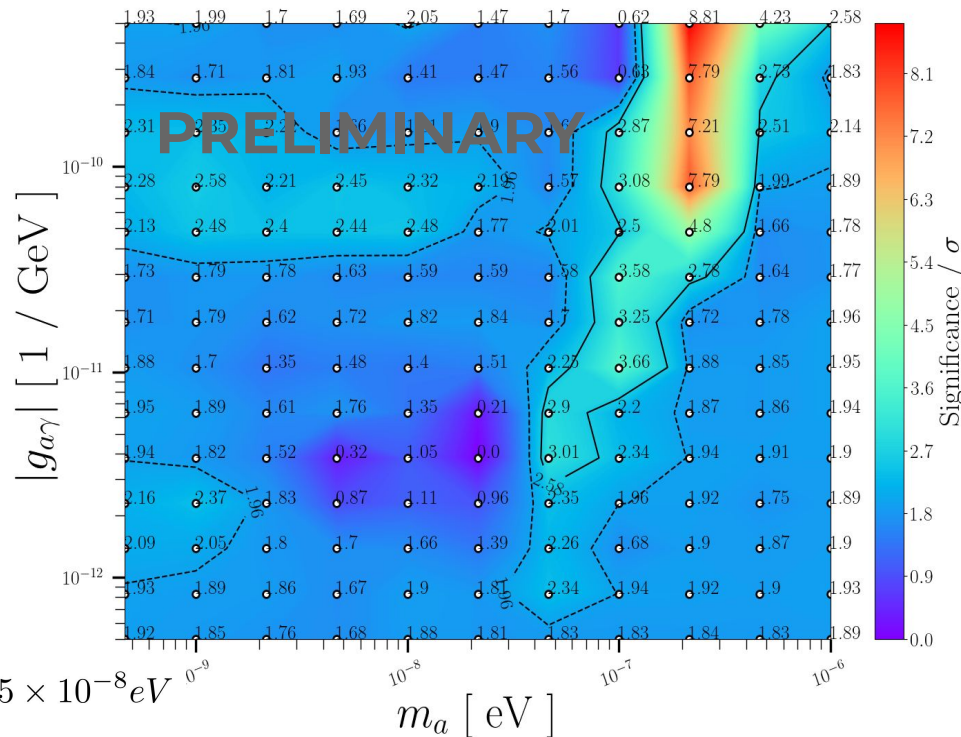 1.93 1.99 1.7 1.69 2.05 1.47 1.7 0.62 8.81 4.23 2.58
1.96
1.84 1.71 1.81 1.93 1.41 1.47 1.56 0.63 7.79 2.73 1.83
2.31 2.87 7.21 2.51 2.14
PRELIMINARY
10⁻¹⁰
2.28 2.58 2.21 2.45 2.32 2.19 1.57 3.08 7.79 1.99 1.89
1.96
2.13 2.48 2.4 2.44 2.48 1.77 2.01 2.5 4.8 1.66 1.78
1.73 1.79 1.78 1.63 1.59 1.59 1.58 3.58 2.78 1.64 1.77
1.71 1.79 1.62 1.72 1.82 1.84 3.25 1.72 1.78 1.96
10⁻¹¹
1.88 1.7 1.35 1.48 1.4 1.51 2.25 3.66 1.88 1.85 1.95
1.95 1.89 1.61 1.76 1.35 0.21 2.9 2.2 1.87 1.86 1.94
1.94 1.82 1.52 0.32 1.05 0.0 3.01 2.34 1.94 1.91 1.9
2.58
2.16 2.37 1.83 0.87 1.11 0.96 2.35 1.96 1.92 1.75 1.89
1.96
2.09 2.05 1.8 1.7 1.66 1.39 2.26 1.68 1.9 1.87 1.9
10⁻¹²
1.93 1.89 1.86 1.67 1.9 1.81 2.34 1.94 1.92 1.9 1.93
1.96
1.92 1.85 1.76 1.68 1.88 1.81 1.83 1.83 1.84 1.83 1.89
|g_{aγ}| [ 1 / GeV ]
0⁻⁹ 10⁻⁸ 10⁻⁷ 10⁻⁶
5 × 10⁻⁸eV
m_a [ eV ]
8.1
7.2
6.3
5.4
4.5
3.6
2.7
1.8
0.9
0.0
Significance / σ